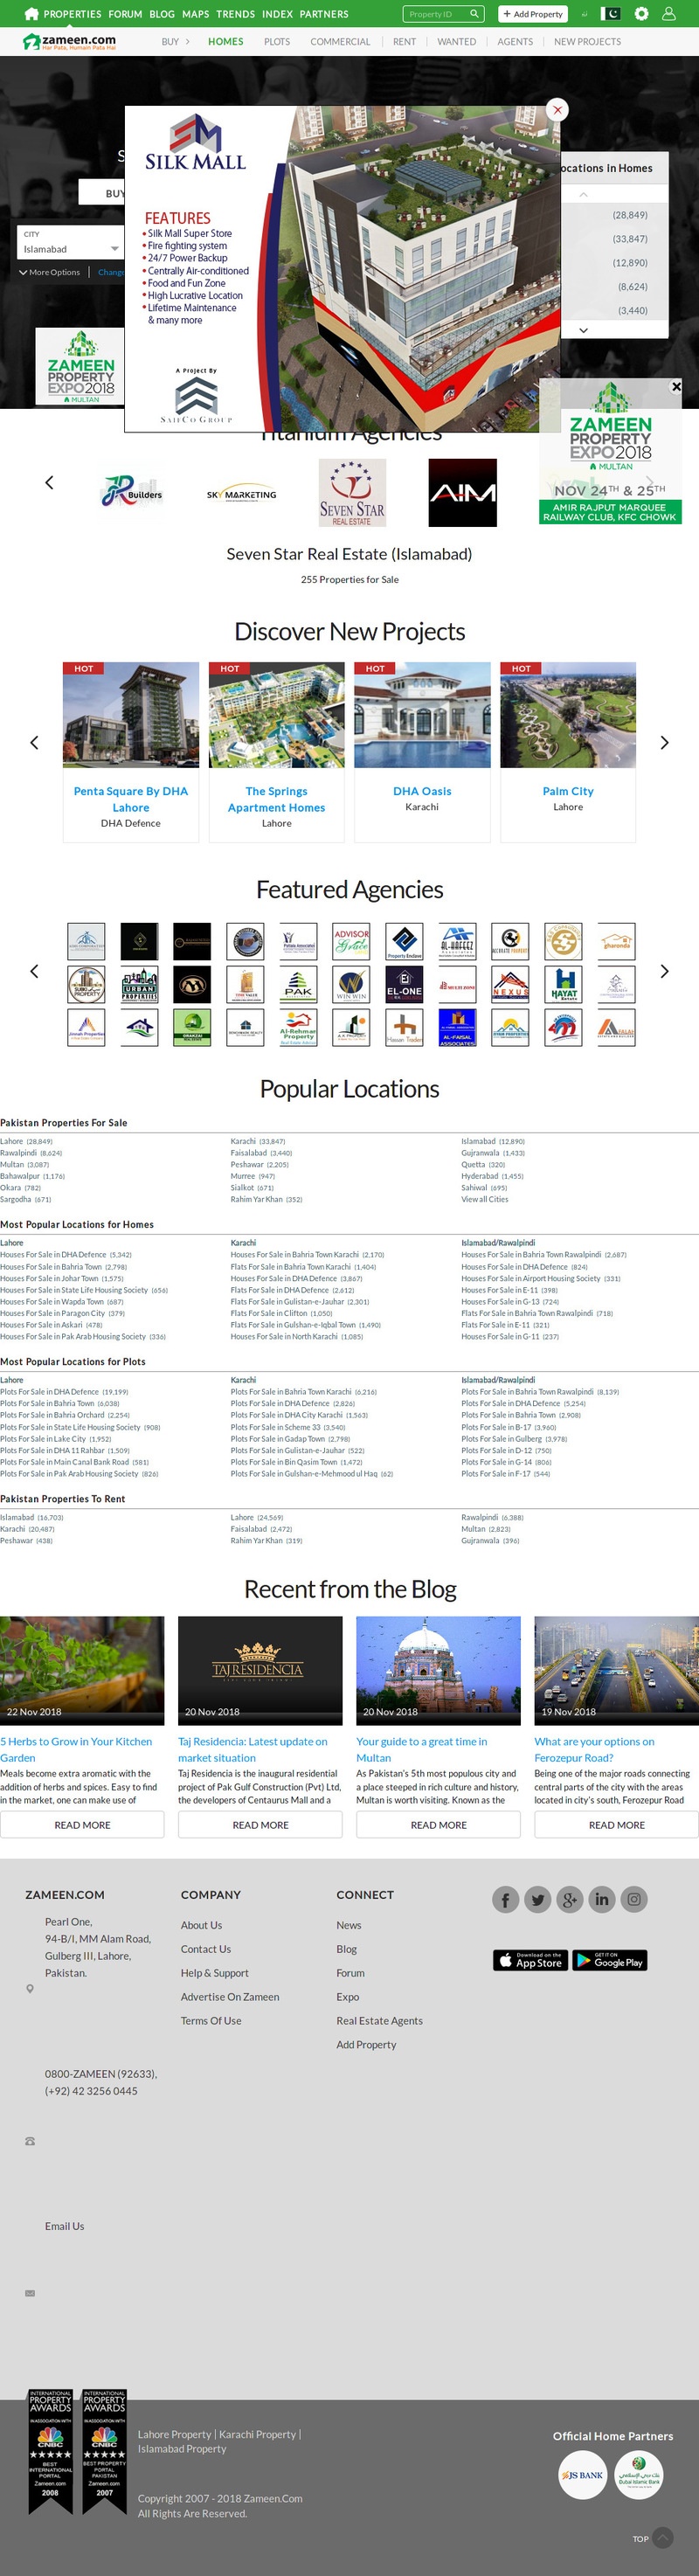 PROPERTIES FORUM BLOG MAPS TRENDS INDEX PARTNERS
Property ID
+ Add Property
zameen.com
Har Pata, Humain Pata Hai
BUY > HOMES PLOTS COMMERCIAL RENT WANTED AGENTS NEW PROJECTS
S
BUY
CITY
Islamabad
More Options
Change
ocations in Homes
(28,849)
(33,847)
(12,890)
(8,624)
(3,440)
SILK MALL
FEATURES
• Silk Mall Super Store
• Fire fighting system
• 24/7 Power Backup
• Centrally Air-conditioned
• Food and Fun Zone
• High Lucrative Location
• Lifetime Maintenance
& many more
A Project By
SAIFCO GROUP
ZAMEEN
PROPERTY
EXPO2018
MULTAN
ZAMEEN
PROPERTY
EXPO2018
MULTAN
NOV 24TH & 25TH
AMIR RAJPUT MARQUEE
RAILWAY CLUB, KFC CHOWK
Titanium Agencies
JR Builders
SKY MARKETING
SEVEN STAR
REAL ESTATE
AIM
Seven Star Real Estate (Islamabad)
255 Properties for Sale
Discover New Projects
HOT HOT HOT HOT
Penta Square By DHA
Lahore
DHA Defence
The Springs
Apartment Homes
Lahore
DHA Oasis
Karachi
Palm City
Lahore
Featured Agencies
ADVISOR
Property Enclave
AL-HAFEEZ
gharonda
PROPERTY
URBAN
PROPERTIES
PAK
WIN WIN
EL-ONE
NEXUS
HAYAT
Estate
Jinnah Properties
Al-Rehmar
Property
Hassan Trader
AL-FAISAL
ASSOCIATES
Popular Locations
Pakistan Properties For Sale
Lahore (28,849) Karachi (33,847) Islamabad (12,890)
Rawalpindi (8,624) Faisalabad (3,440) Gujranwala (1,433)
Multan (3,087) Peshawar (2,205) Quetta (320)
Bahawalpur (1,176) Murree (947) Hyderabad (1,455)
Okara (782) Sialkot (671) Sahiwal (695)
Sargodha (671) Rahim Yar Khan (352) View all Cities
Most Popular Locations for Homes
Lahore Karachi Islamabad/Rawalpindi
Houses For Sale in DHA Defence (5,342) Houses For Sale in Bahria Town Karachi (2,170) Houses For Sale in Bahria Town Rawalpindi (2,687)
Houses For Sale in Bahria Town (2,798) Flats For Sale in Bahria Town Karachi (1,404) Houses For Sale in DHA Defence (824)
Houses For Sale in Johar Town (1,575) Houses For Sale in DHA Defence (3,867) Houses For Sale in Airport Housing Society (331)
Houses For Sale in State Life Housing Society (656) Flats For Sale in DHA Defence (2,612) Houses For Sale in E-11 (398)
Houses For Sale in Wapda Town (687) Flats For Sale in Gulistan-e-Jauhar (2,301) Houses For Sale in G-13 (724)
Houses For Sale in Paragon City (379) Flats For Sale in Clifton (1,050) Flats For Sale in Bahria Town Rawalpindi (718)
Houses For Sale in Askari (478) Flats For Sale in Gulshan-e-Iqbal Town (1,490) Flats For Sale in E-11 (321)
Houses For Sale in Pak Arab Housing Society (336) Houses For Sale in North Karachi (1,085) Houses For Sale in G-11 (237)
Most Popular Locations for Plots
Lahore Karachi Islamabad/Rawalpindi
Plots For Sale in DHA Defence (19,199) Plots For Sale in Bahria Town Karachi (6,216) Plots For Sale in Bahria Town Rawalpindi (8,139)
Plots For Sale in Bahria Town (6,038) Plots For Sale in DHA Defence (2,826) Plots For Sale in DHA Defence (5,254)
Plots For Sale in Bahria Orchard (2,254) Plots For Sale in DHA City Karachi (1,563) Plots For Sale in Bahria Town (2,908)
Plots For Sale in State Life Housing Society (908) Plots For Sale in Scheme 33 (3,540) Plots For Sale in B-17 (3,960)
Plots For Sale in Lake City (1,952) Plots For Sale in Gadap Town (2,798) Plots For Sale in Gulberg (3,978)
Plots For Sale in DHA 11 Rahbar (1,509) Plots For Sale in Gulistan-e-Jauhar (522) Plots For Sale in D-12 (750)
Plots For Sale in Main Canal Bank Road (581) Plots For Sale in Bin Qasim Town (1,472) Plots For Sale in G-14 (806)
Plots For Sale in Pak Arab Housing Society (826) Plots For Sale in Gulshan-e-Mehmood ul Haq (62) Plots For Sale in F-17 (544)
Pakistan Properties To Rent
Islamabad (16,703) Lahore (24,569) Rawalpindi (6,388)
Karachi (20,487) Faisalabad (2,472) Multan (2,823)
Peshawar (438) Rahim Yar Khan (319) Gujranwala (396)
Recent from the Blog
22 Nov 2018
5 Herbs to Grow in Your Kitchen
Garden
Meals become extra aromatic with the
addition of herbs and spices. Easy to find
in the market, one can make use of
READ MORE
TAJ RESIDENCIA
20 Nov 2018
Taj Residencia: Latest update on
market situation
Taj Residencia is the inaugural residential
project of Pak Gulf Construction (Pvt) Ltd,
the developers of Centaurus Mall and a
READ MORE
20 Nov 2018
Your guide to a great time in
Multan
As Pakistan's 5th most populous city and
a place steeped in rich culture and history,
Multan is worth visiting. Known as the
READ MORE
19 Nov 2018
What are your options on
Ferozepur Road?
Being one of the major roads connecting
central parts of the city with the areas
located in city's south, Ferozepur Road
READ MORE
ZAMEEN.COM
Pearl One,
94-B/I, MM Alam Road,
Gulberg III, Lahore,
Pakistan.
0800-ZAMEEN (92633),
(+92) 42 3256 0445
Email Us
COMPANY
About Us
Contact Us
Help & Support
Advertise On Zameen
Terms Of Use
CONNECT
News
Blog
Forum
Expo
Real Estate Agents
Add Property
Download on the
App Store
GET IT ON
Google Play
INTERNATIONAL
PROPERTY
AWARDS
IN ASSOCIATION WITH
CNBC
BEST
INTERNATIONAL
PORTAL
Zameen.com
2008
INTERNATIONAL
PROPERTY
AWARDS
IN ASSOCIATION WITH
CNBC
BEST PROPERTY
PORTAL
PAKISTAN
Zameen.com
2007
Lahore Property | Karachi Property |
Islamabad Property
Copyright 2007 - 2018 Zameen.Com
All Rights Are Reserved.
Official Home Partners
JS BANK
Dubai Islamic Bank
TOP